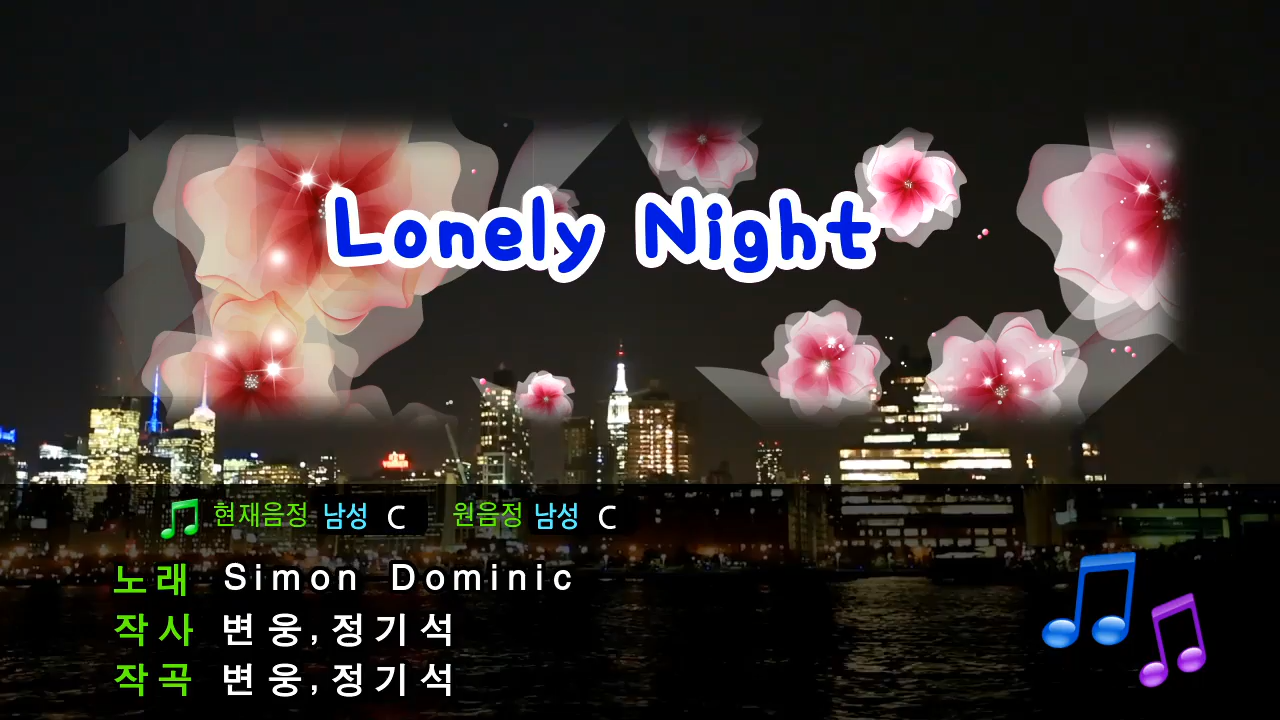 Lonely Night
현재음정 남성 C 원음정 남성 C
노래 Simon Dominic
작사 변웅,정기석
작곡 변웅,정기석